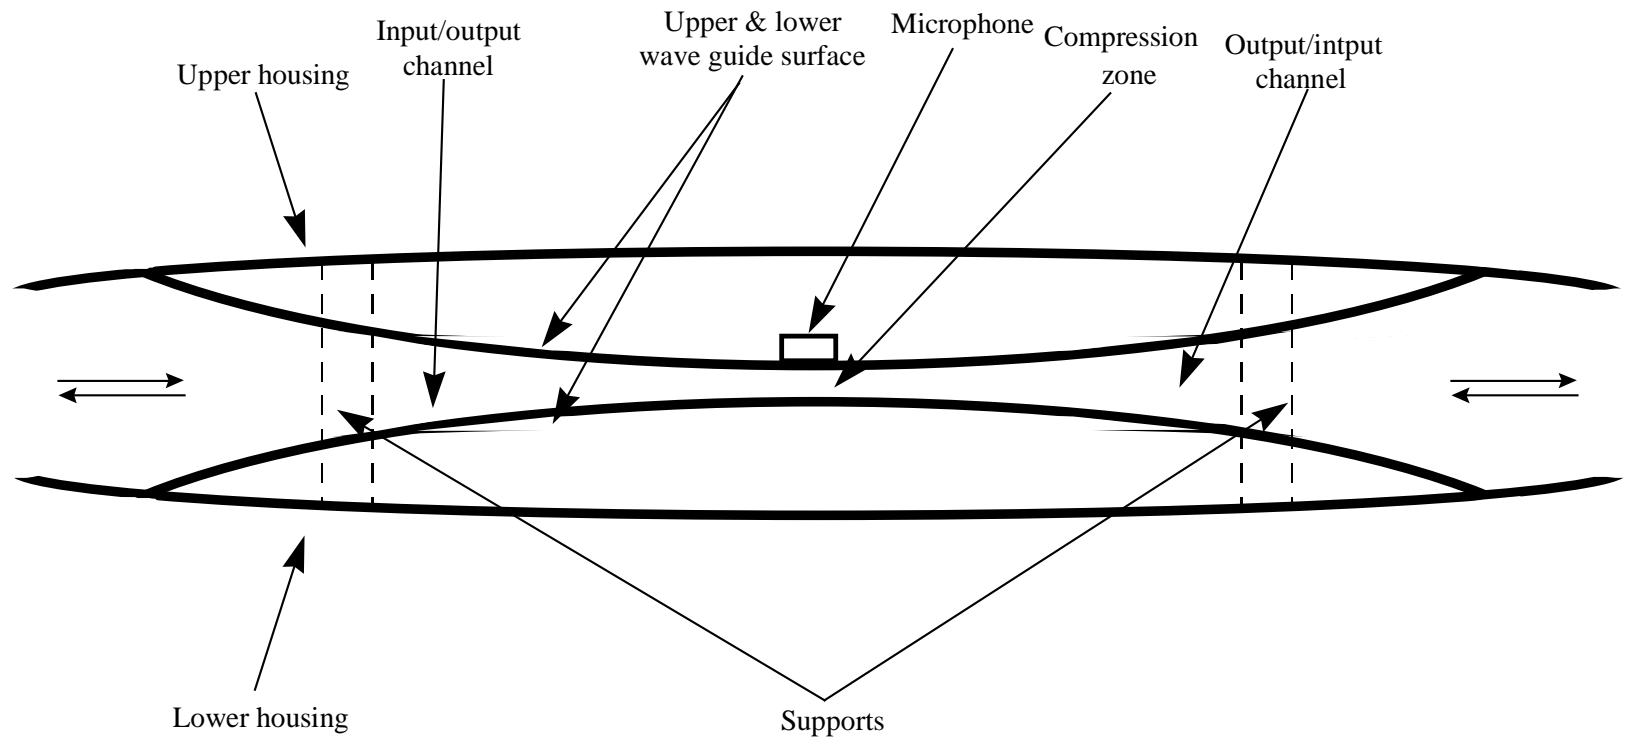 Upper housing
Input/output
channel
Upper & lower
wave guide surface
Microphone
Compression
zone
Output/intput
channel
Lower housing
Supports